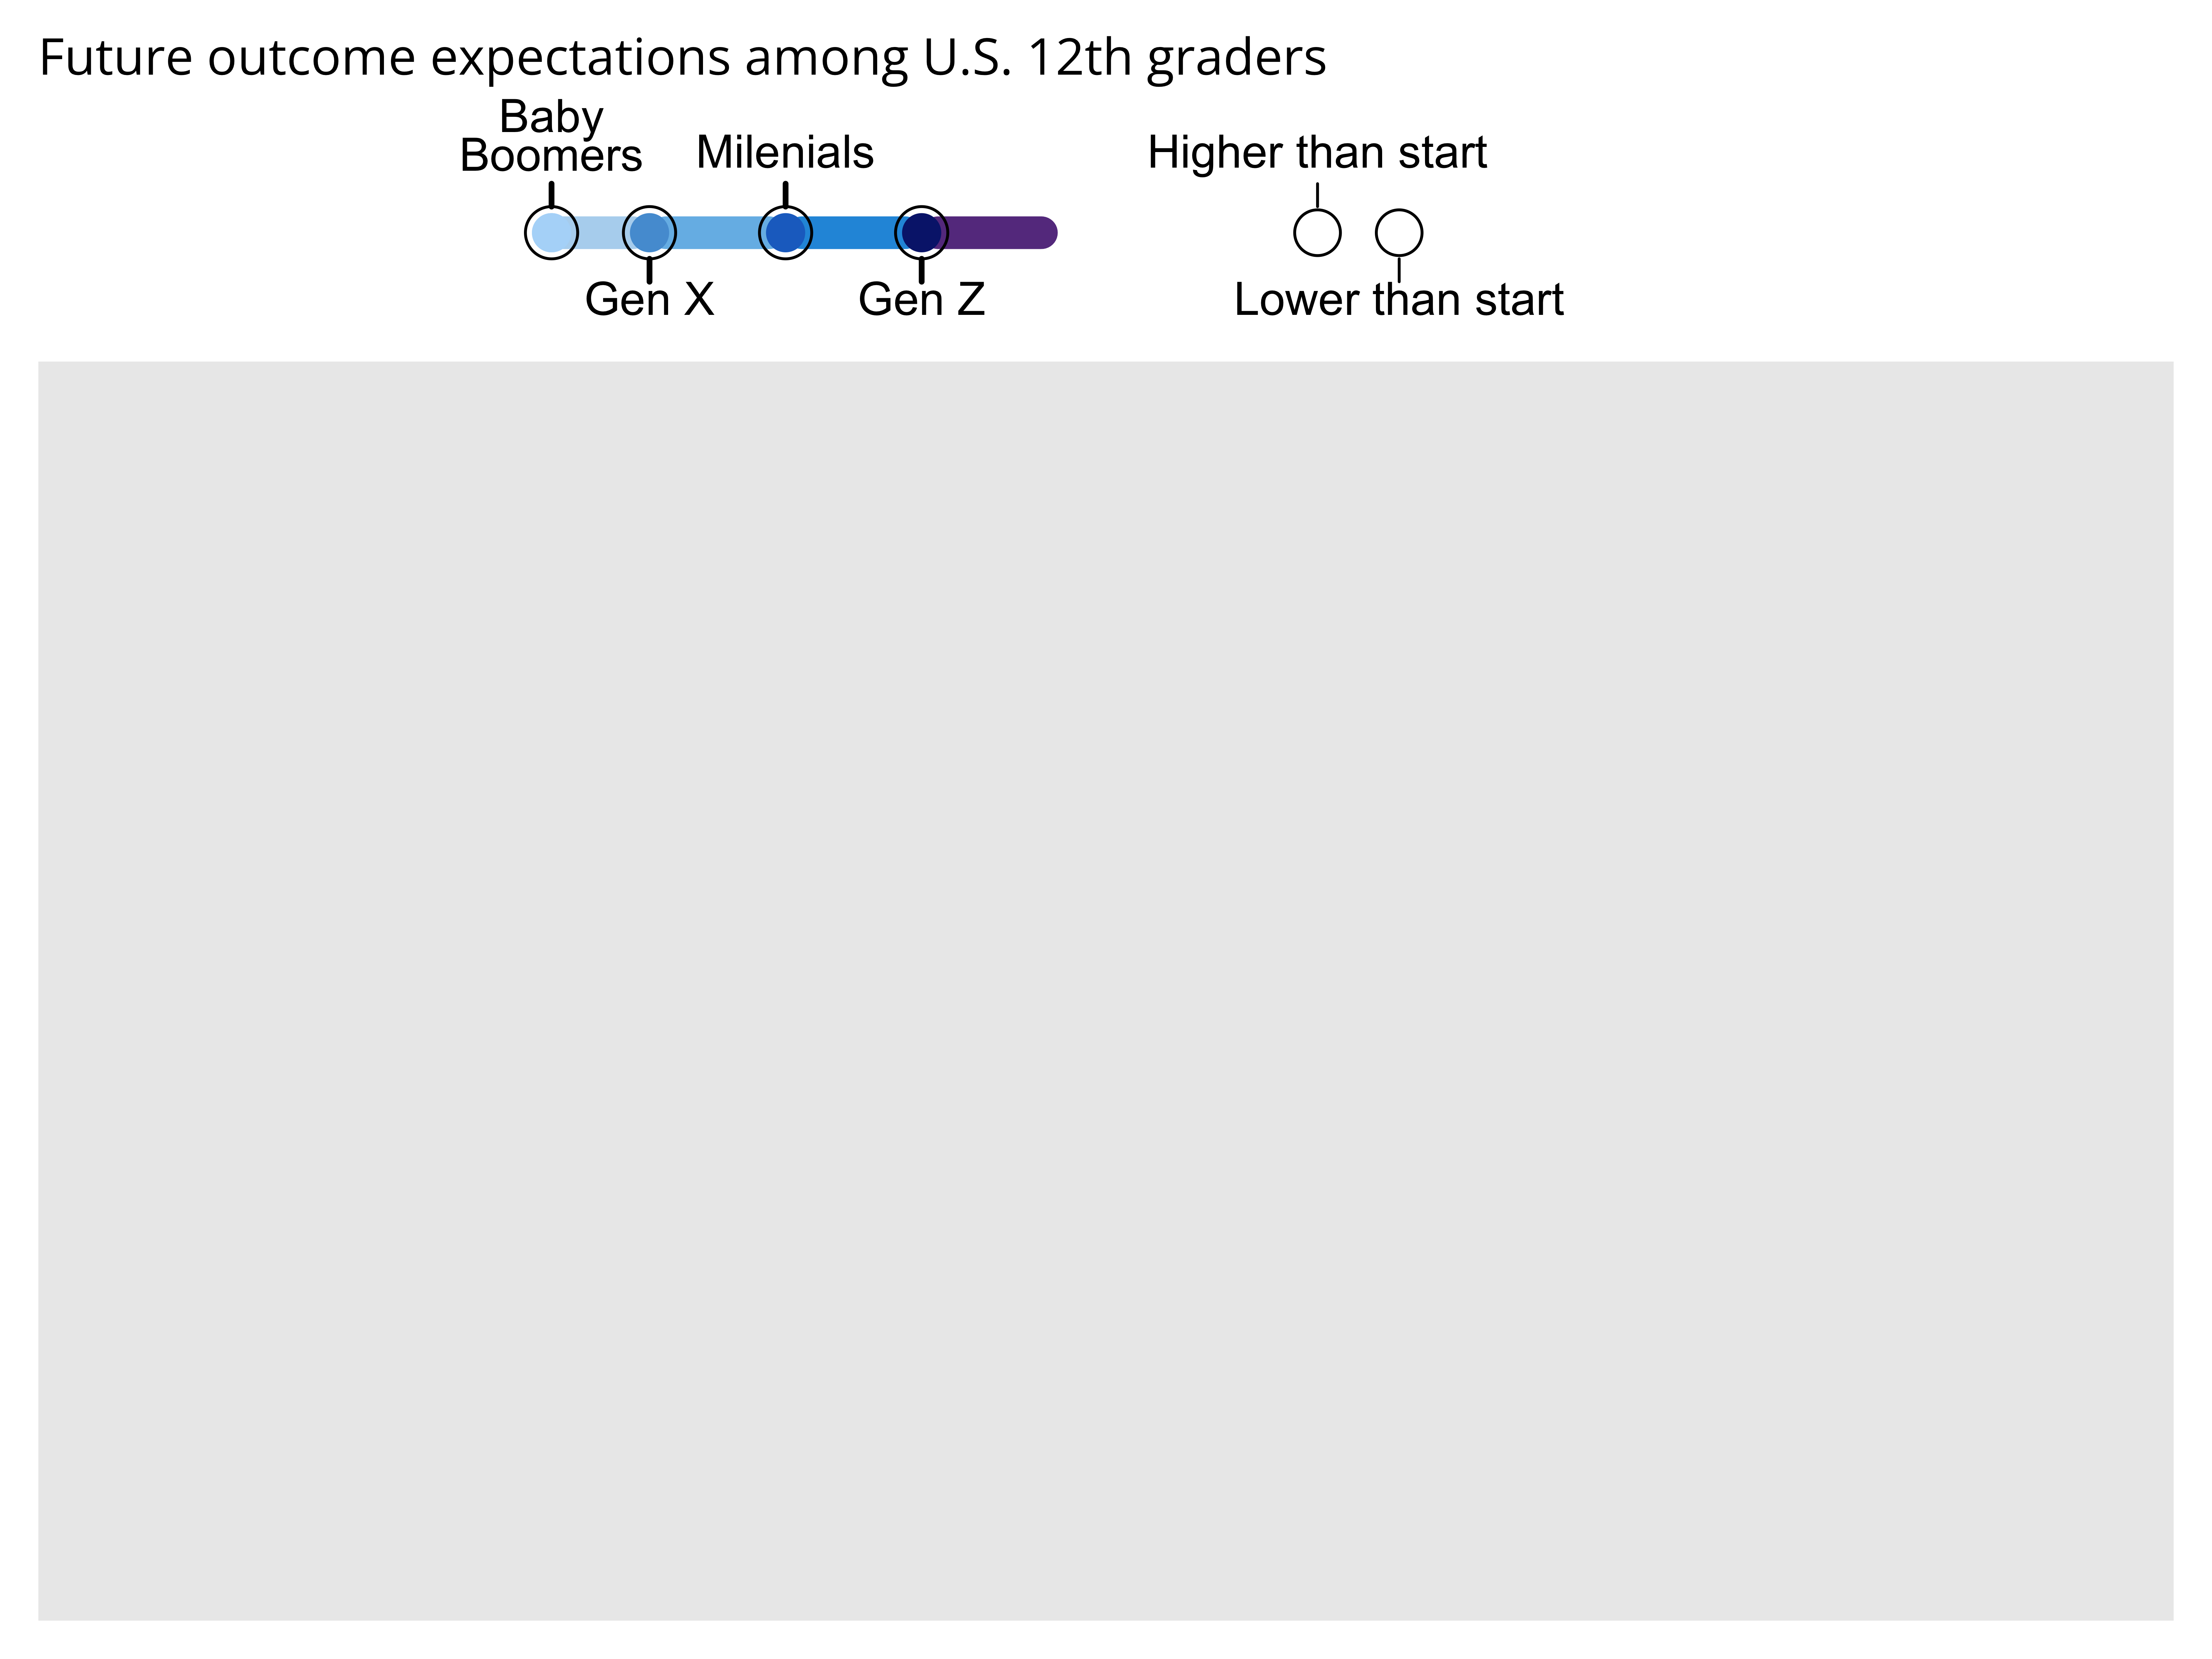 Future outcome expectations among U.S. 12th graders
Baby
Boomers
Milenials
Higher than start
Gen X
Gen Z
Lower than start